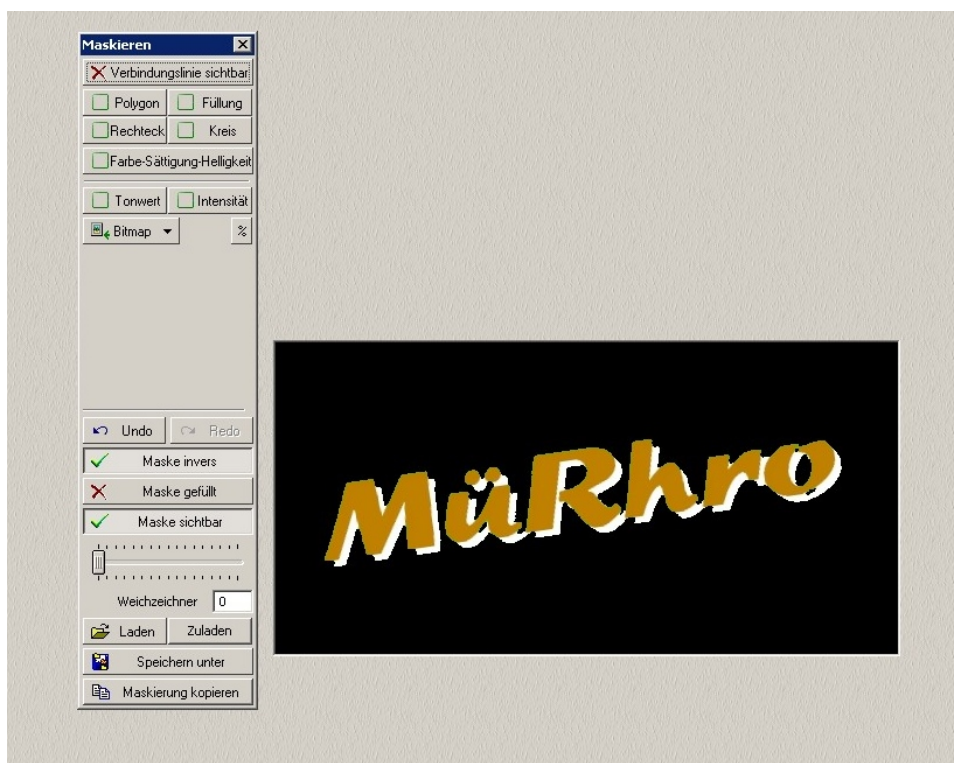 Maskieren
Verbindungslinie sichtbar
Polygon Füllung
Rechteck Kreis
Farbe-Sättigung-Helligkeit
Tonwert Intensität
Bitmap %
Undo Redo
Maske invers
Maske gefüllt
Maske sichtbar
Weichzeichner 0
Laden Zuladen
Speichern unter
Maskierung kopieren
MüRhro